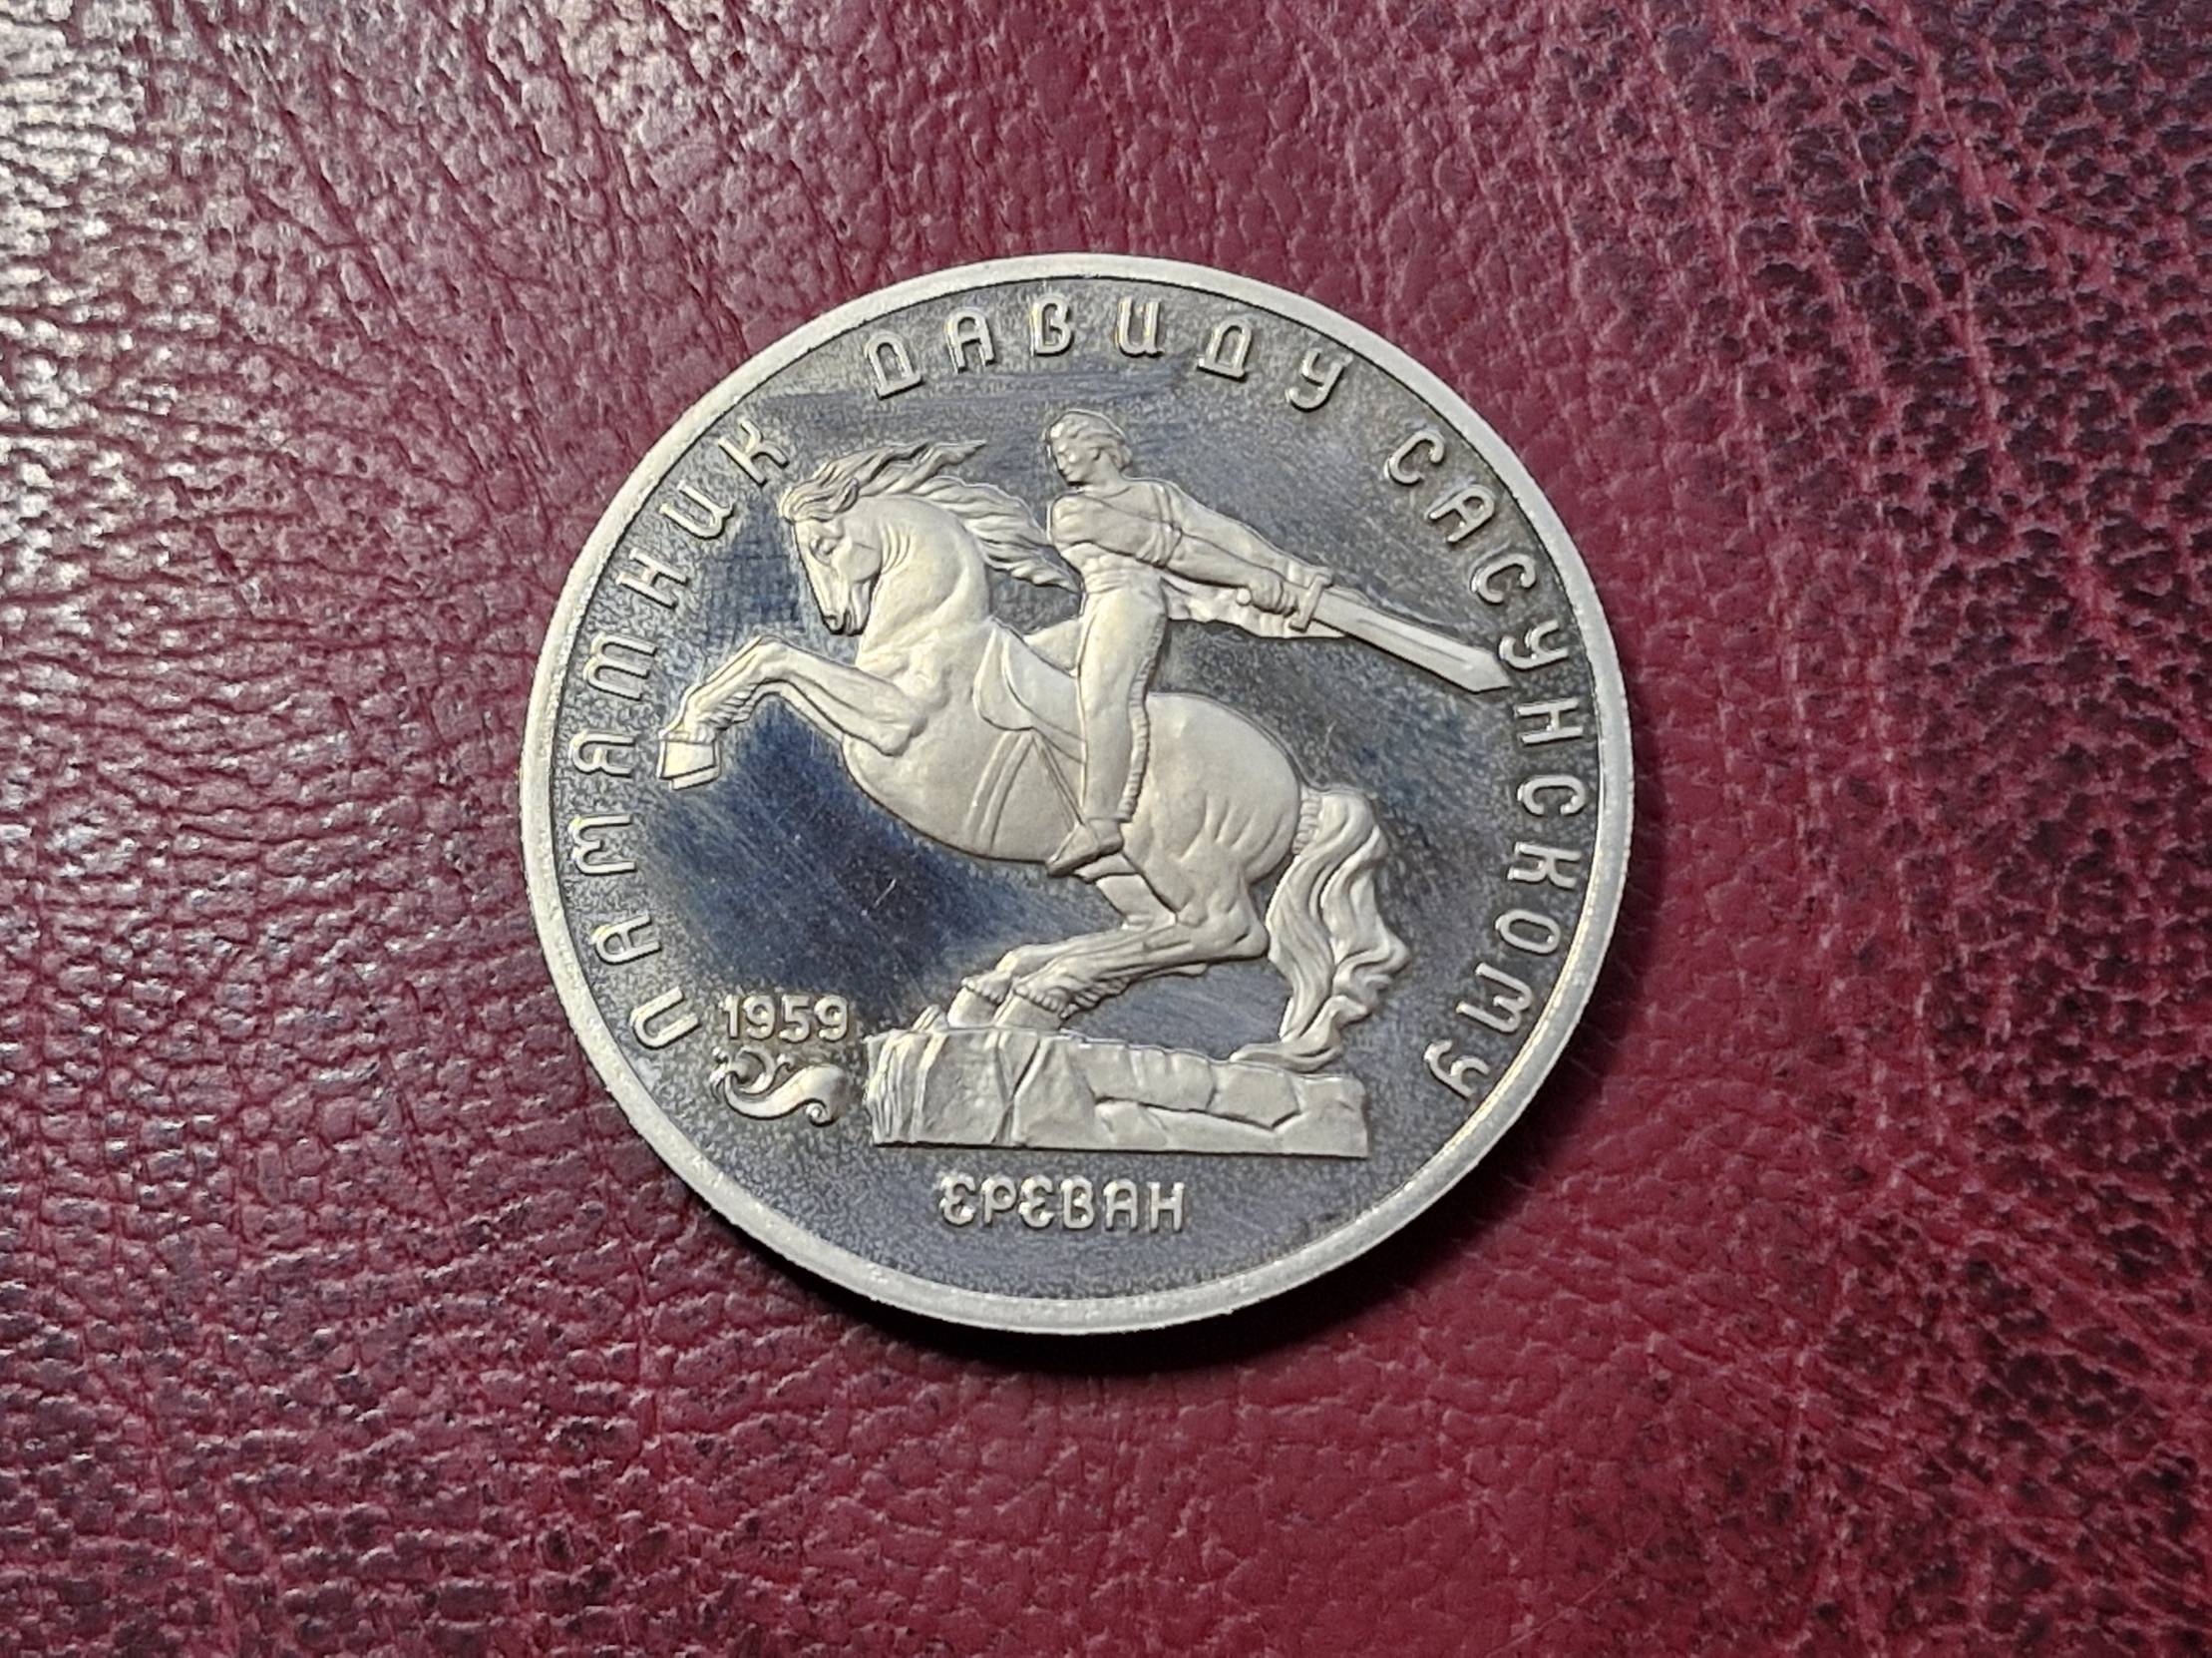 ПАМЯТНИК ДАВИДУ САСУНСКОМУ
1959
ЕРЕВАН